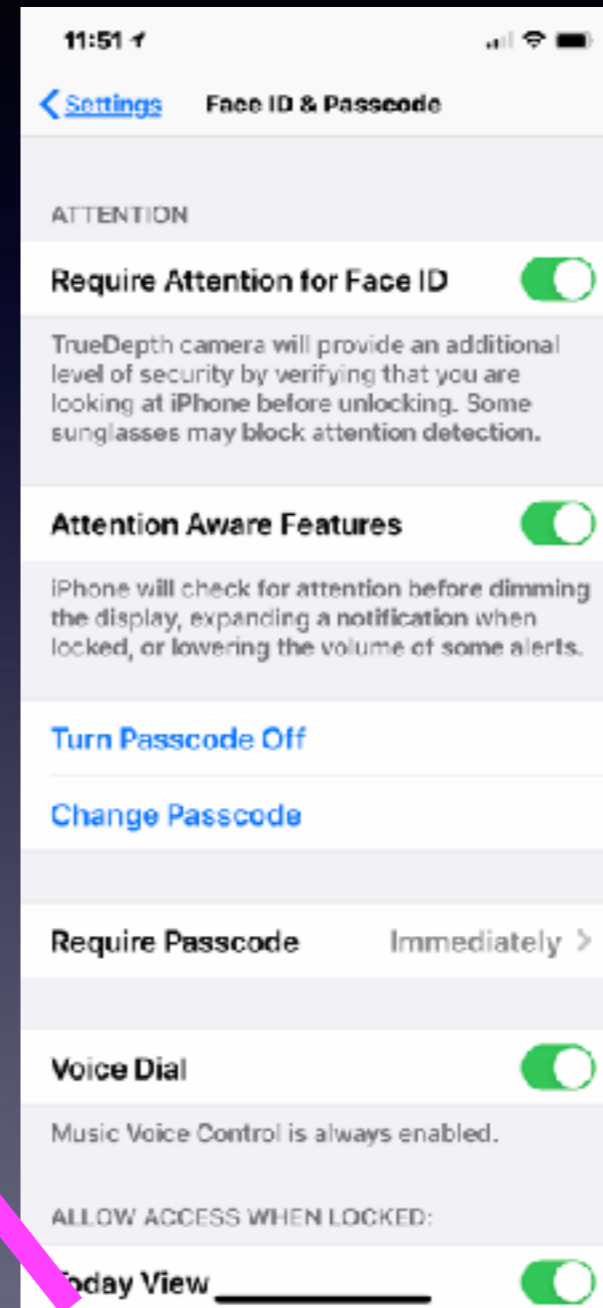 11:51
Settings Face ID & Passcode
ATTENTION
Require Attention for Face ID
TrueDepth camera will provide an additional
level of security by verifying that you are
looking at iPhone before unlocking. Some
sunglasses may block attention detection.
Attention Aware Features
iPhone will check for attention before dimming
the display, expanding a notification when
locked, or lowering the volume of some alerts.
Turn Passcode Off
Change Passcode
Require Passcode Immediately
Voice Dial
Music Voice Control is always enabled.
ALLOW ACCESS WHEN LOCKED:
Today View